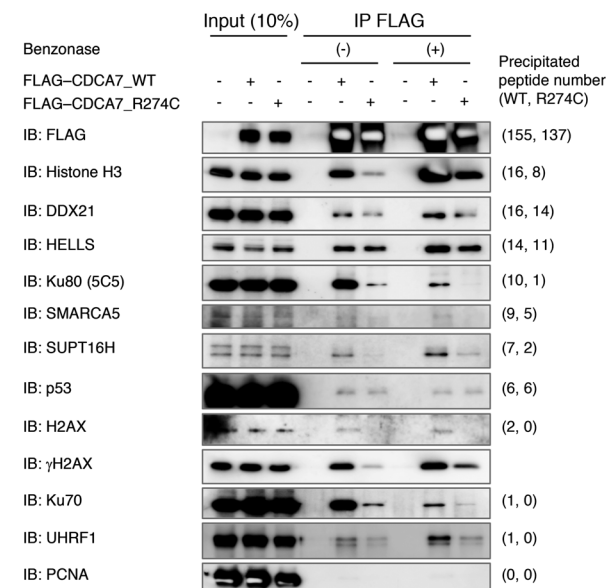 Input (10%) IP FLAG
Benzonase (-) (+)
Precipitated
peptide number
(WT, R274C)
FLAG–CDCA7_WT - + - - + - - + -
FLAG–CDCA7_R274C - - + - - + - - +
IB: FLAG (155, 137)
IB: Histone H3 (16, 8)
IB: DDX21 (16, 14)
IB: HELLS (14, 11)
IB: Ku80 (5C5) (10, 1)
IB: SMARCA5 (9, 5)
IB: SUPT16H (7, 2)
IB: p53 (6, 6)
IB: H2AX (2, 0)
IB: γH2AX
IB: Ku70 (1, 0)
IB: UHRF1 (1, 0)
IB: PCNA (0, 0)